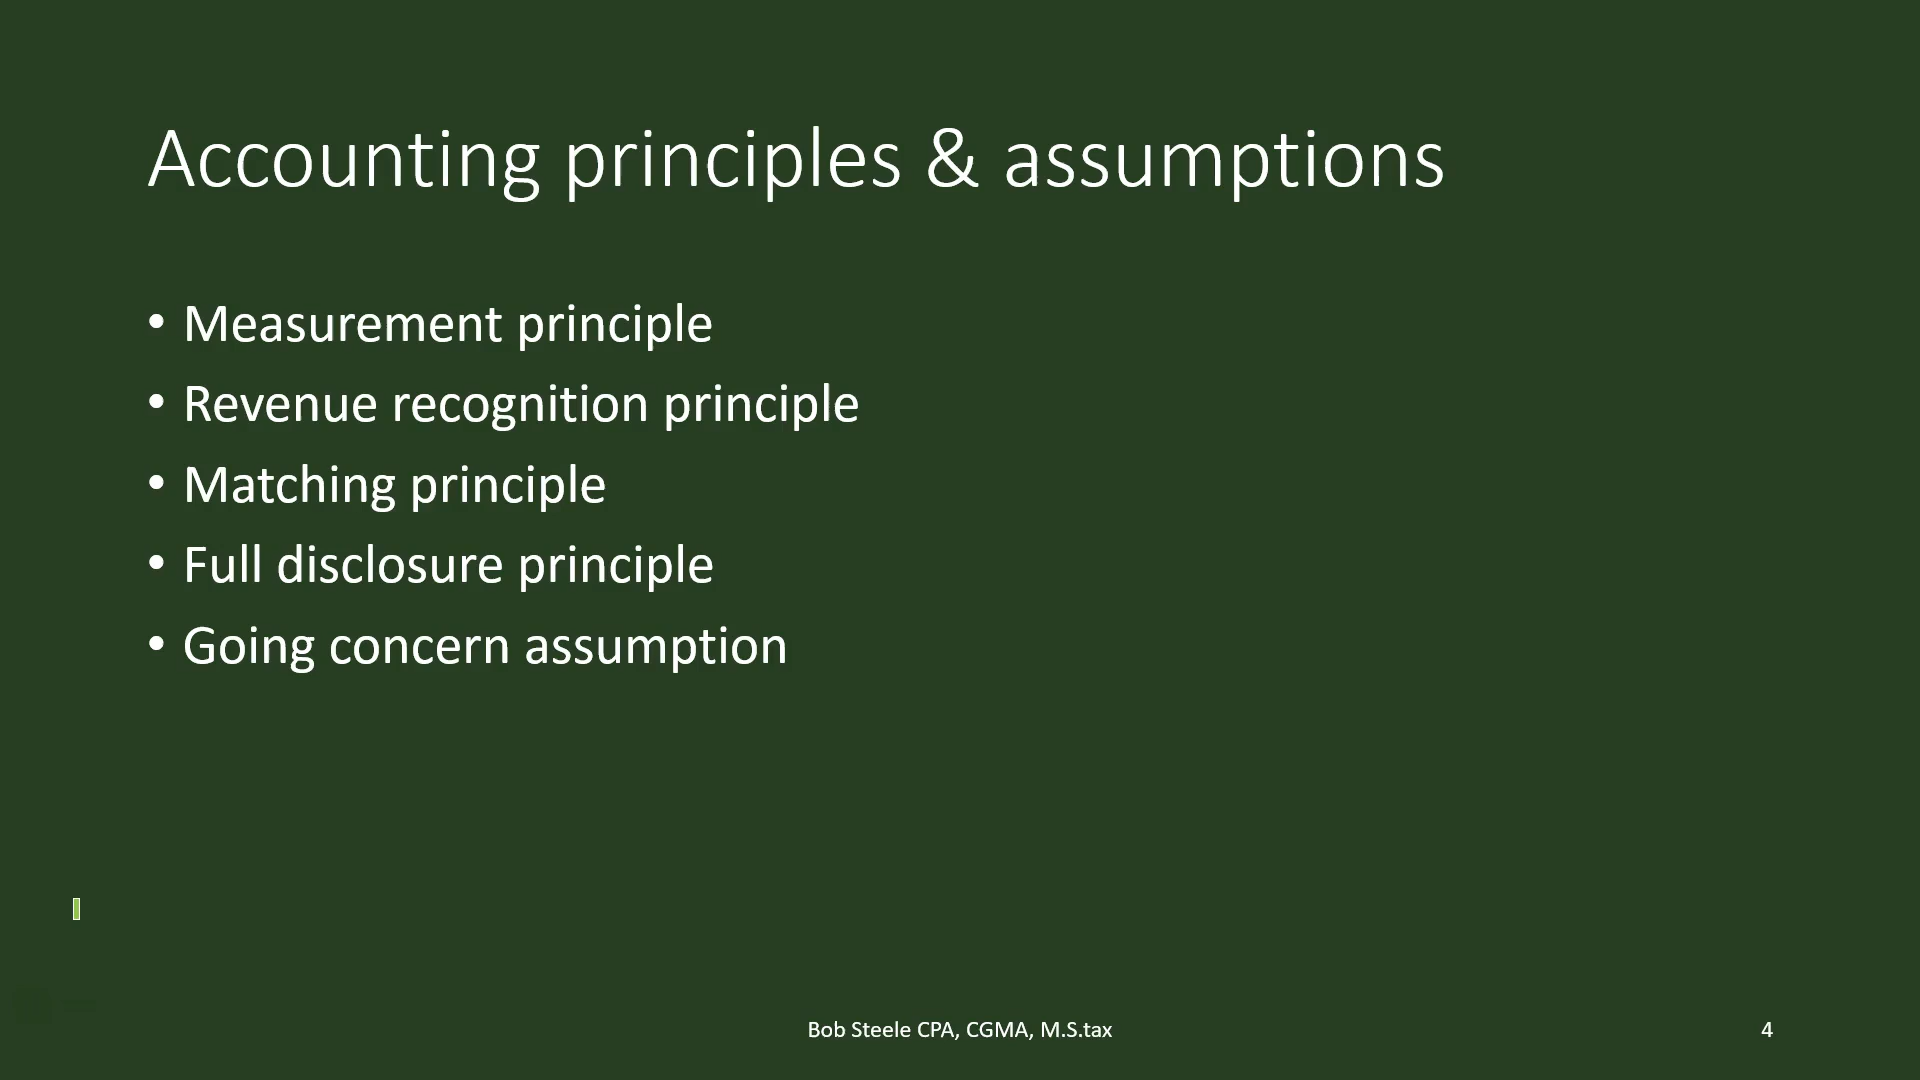 Accounting principles & assumptions
• Measurement principle
• Revenue recognition principle
• Matching principle
• Full disclosure principle
• Going concern assumption
Bob Steele CPA, CGMA, M.S.tax
4